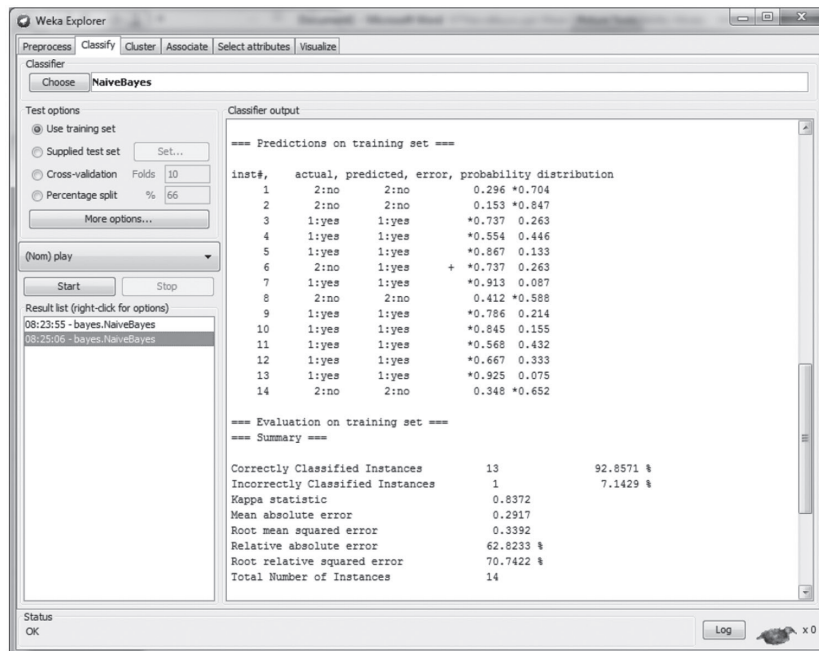 Weka Explorer
Preprocess Classify Cluster Associate Select attributes Visualize
Classifier
Choose NaiveBayes
Test options
Use training set
Supplied test set Set...
Cross-validation Folds 10
Percentage split % 66
More options...
(Nom) play
Start Stop
Result list (right-click for options)
08:23:55 - bayes.NaiveBayes
08:25:06 - bayes.NaiveBayes
Classifier output
=== Predictions on training set ===
inst#, actual, predicted, error, probability distribution
1 2:no 2:no 0.296 *0.704
2 2:no 2:no 0.153 *0.847
3 1:yes 1:yes *0.737 0.263
4 1:yes 1:yes *0.554 0.446
5 1:yes 1:yes *0.867 0.133
6 2:no 1:yes + *0.737 0.263
7 1:yes 1:yes *0.913 0.087
8 2:no 2:no 0.412 *0.588
9 1:yes 1:yes *0.786 0.214
10 1:yes 1:yes *0.845 0.155
11 1:yes 1:yes *0.568 0.432
12 1:yes 1:yes *0.667 0.333
13 1:yes 1:yes *0.925 0.075
14 2:no 2:no 0.348 *0.652
=== Evaluation on training set ===
=== Summary ===
Correctly Classified Instances 13 92.8571 %
Incorrectly Classified Instances 1 7.1429 %
Kappa statistic 0.8372
Mean absolute error 0.2917
Root mean squared error 0.3392
Relative absolute error 62.8233 %
Root relative squared error 70.7422 %
Total Number of Instances 14
Status
OK
Log x 0